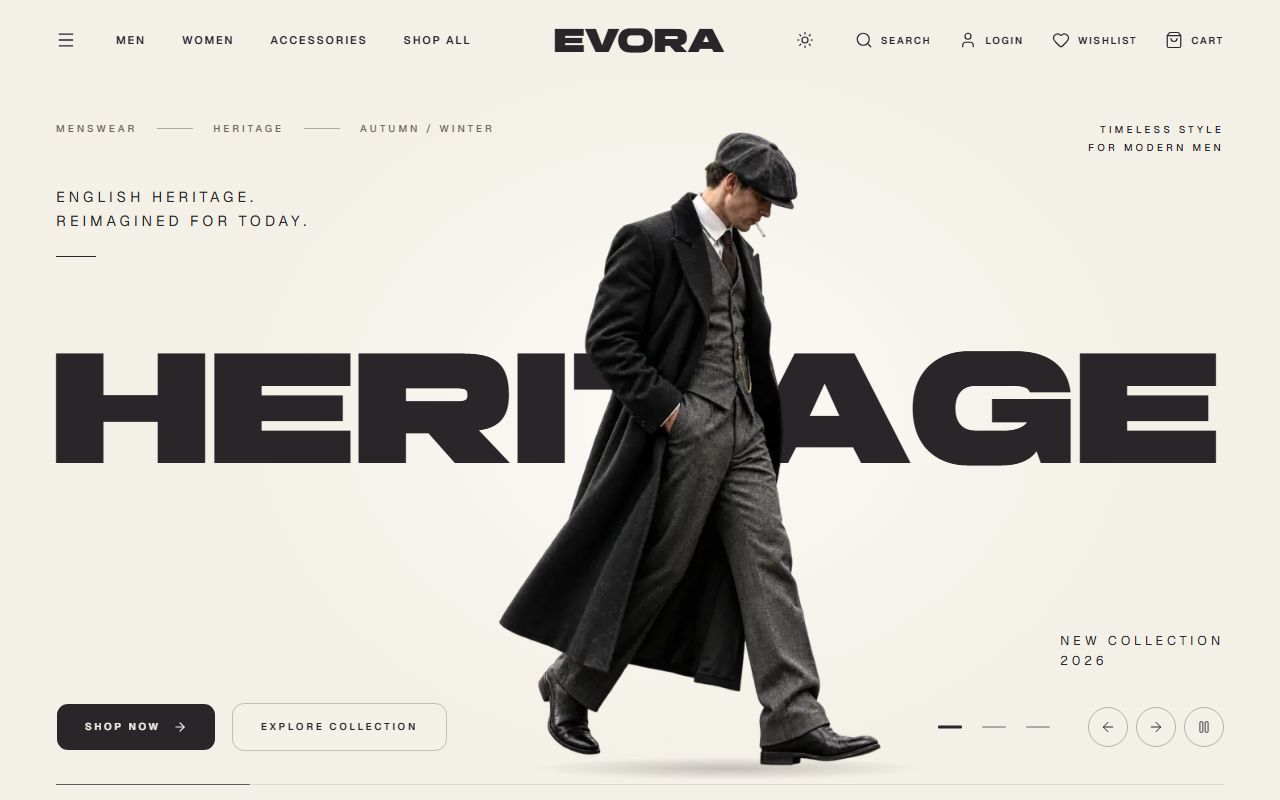 MEN
WOMEN
ACCESSORIES
SHOP ALL
EVORA
SEARCH
LOGIN
WISHLIST
CART
MENSWEAR
HERITAGE
AUTUMN / WINTER
TIMELESS STYLE
FOR MODERN MEN
ENGLISH HERITAGE.
REIMAGINED FOR TODAY.
HERITAGE
NEW COLLECTION
2026
SHOP NOW
EXPLORE COLLECTION